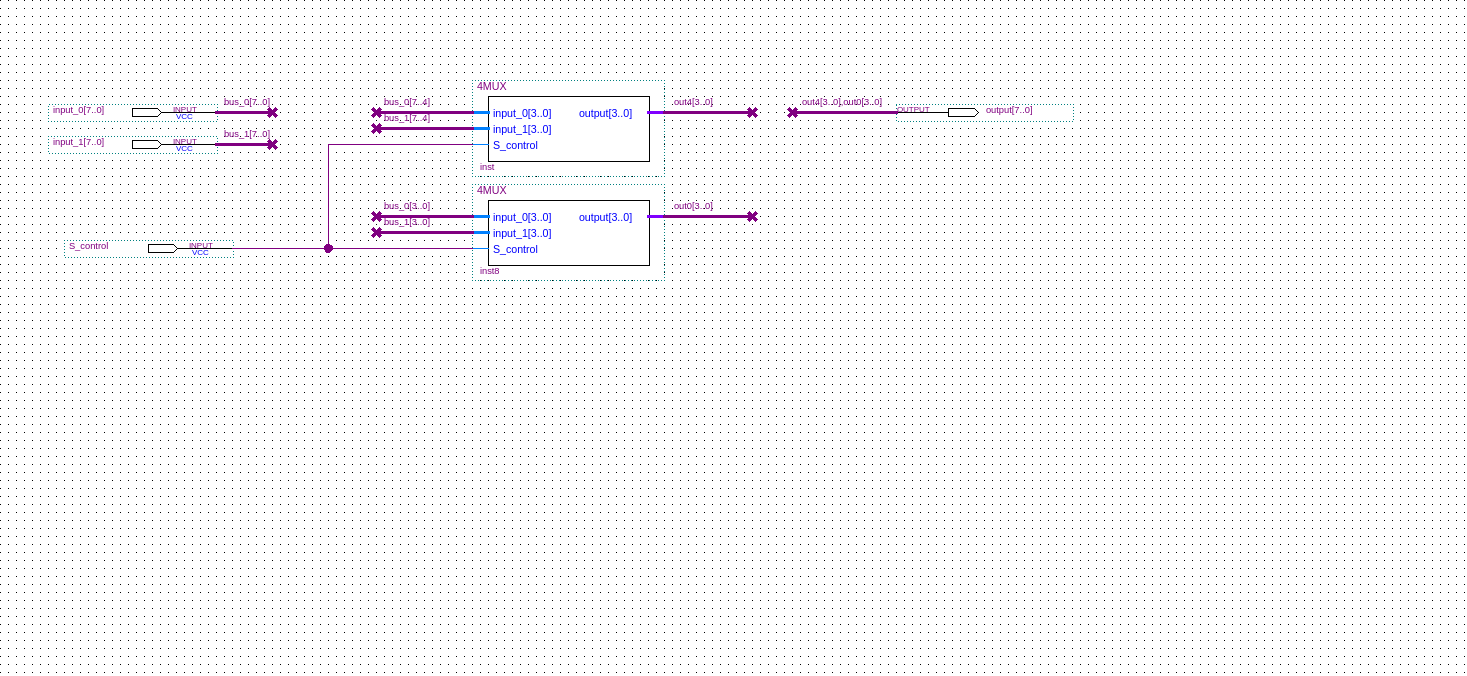 input_0[7..0]
INPUT
VCC
bus_0[7..0]
input_1[7..0]
INPUT
VCC
bus_1[7..0]
S_control
INPUT
VCC
4MUX
bus_0[7..4]
bus_1[7..4]
input_0[3..0]
input_1[3..0]
S_control
output[3..0]
inst
out4[3..0]
4MUX
bus_0[3..0]
bus_1[3..0]
input_0[3..0]
input_1[3..0]
S_control
output[3..0]
inst8
out0[3..0]
out4[3..0],out0[3..0]
OUTPUT
output[7..0]